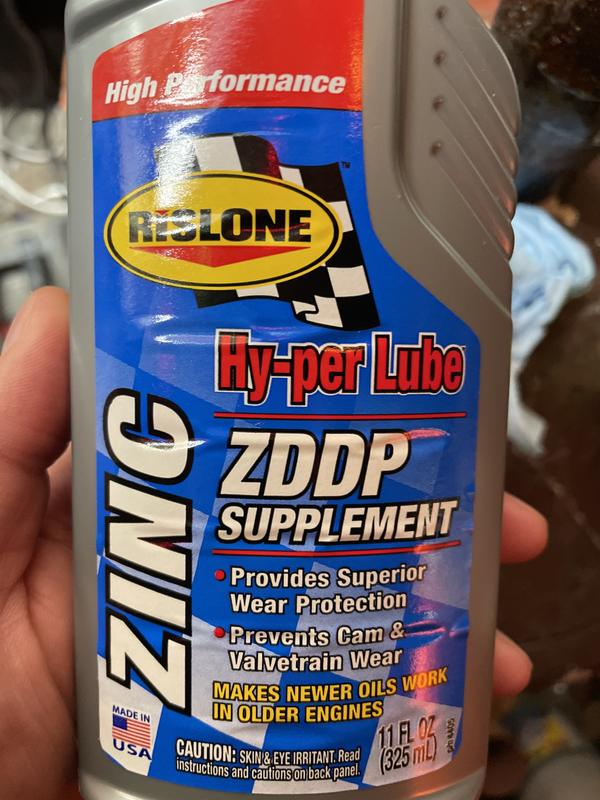 High Performance
RISLONE
™
Hy-per Lube
ZINC
ZDDP
SUPPLEMENT
• Provides Superior
Wear Protection
• Prevents Cam &
Valvetrain Wear
MAKES NEWER OILS WORK
IN OLDER ENGINES
MADE IN
USA
CAUTION: SKIN & EYE IRRITANT. Read
instructions and cautions on back panel.
11 FL OZ
(325 mL)